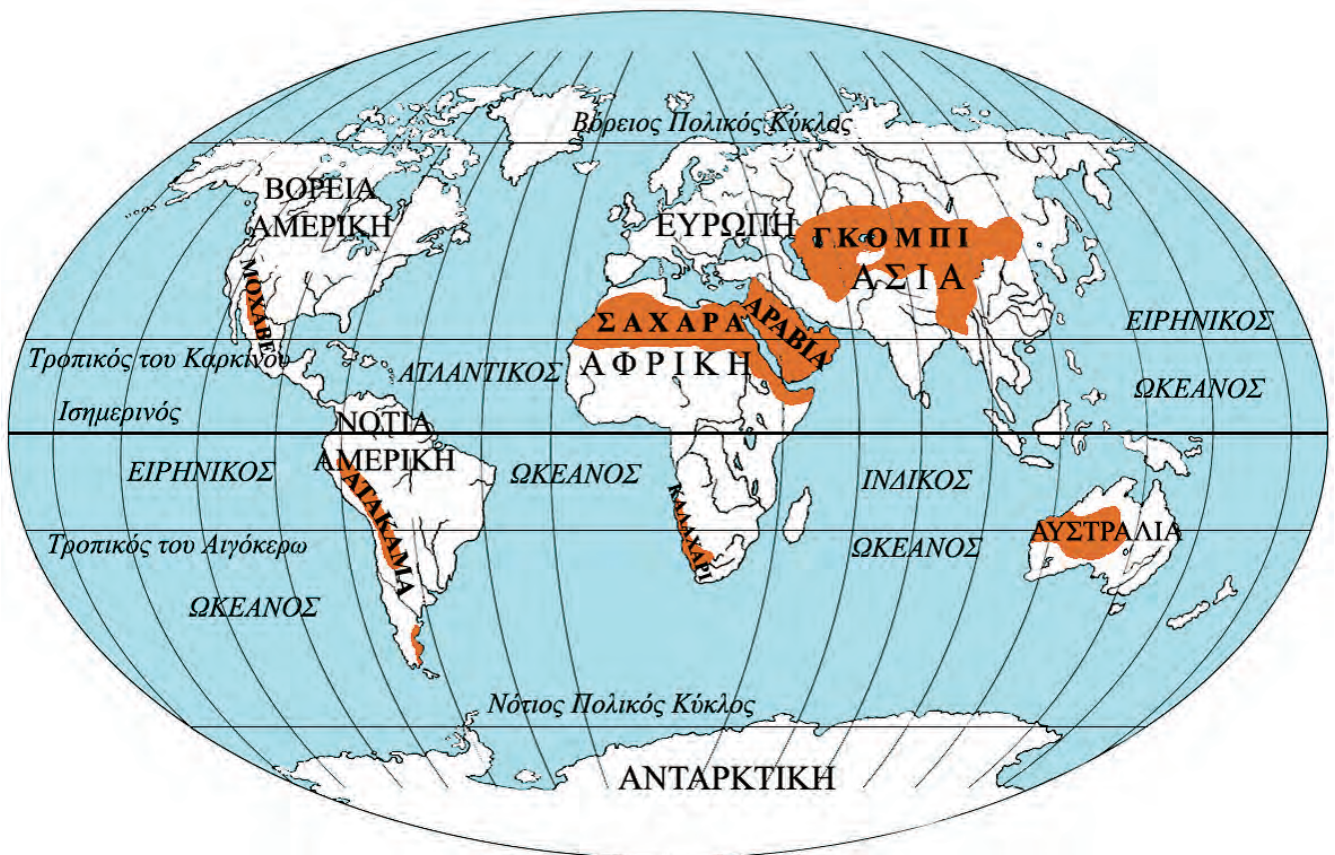 Βόρειος Πολικός Κύκλος
ΒΟΡΕΙΑ
ΑΜΕΡΙΚΗ
ΕΥΡΩΠΗ
ΓΚΟΜΠΙ
ΑΣΙΑ
ΜΟΧΑΒΕ
ΣΑΧΑΡΑ
ΑΡΑΒΙΑ
ΕΙΡΗΝΙΚΟΣ
Τροπικός του Καρκίνου
ΑΤΛΑΝΤΙΚΟΣ
ΑΦΡΙΚΗ
ΩΚΕΑΝΟΣ
Ισημερινός
ΝΟΤΙΑ
ΑΜΕΡΙΚΗ
ΕΙΡΗΝΙΚΟΣ
ΩΚΕΑΝΟΣ
ΙΝΔΙΚΟΣ
ΑΤΑΚΑΜΑ
ΚΑΛΑΧΑΡΙ
ΑΥΣΤΡΑΛΙΑ
Τροπικός του Αιγόκερω
ΩΚΕΑΝΟΣ
ΩΚΕΑΝΟΣ
Νότιος Πολικός Κύκλος
ΑΝΤΑΡΚΤΙΚΗ